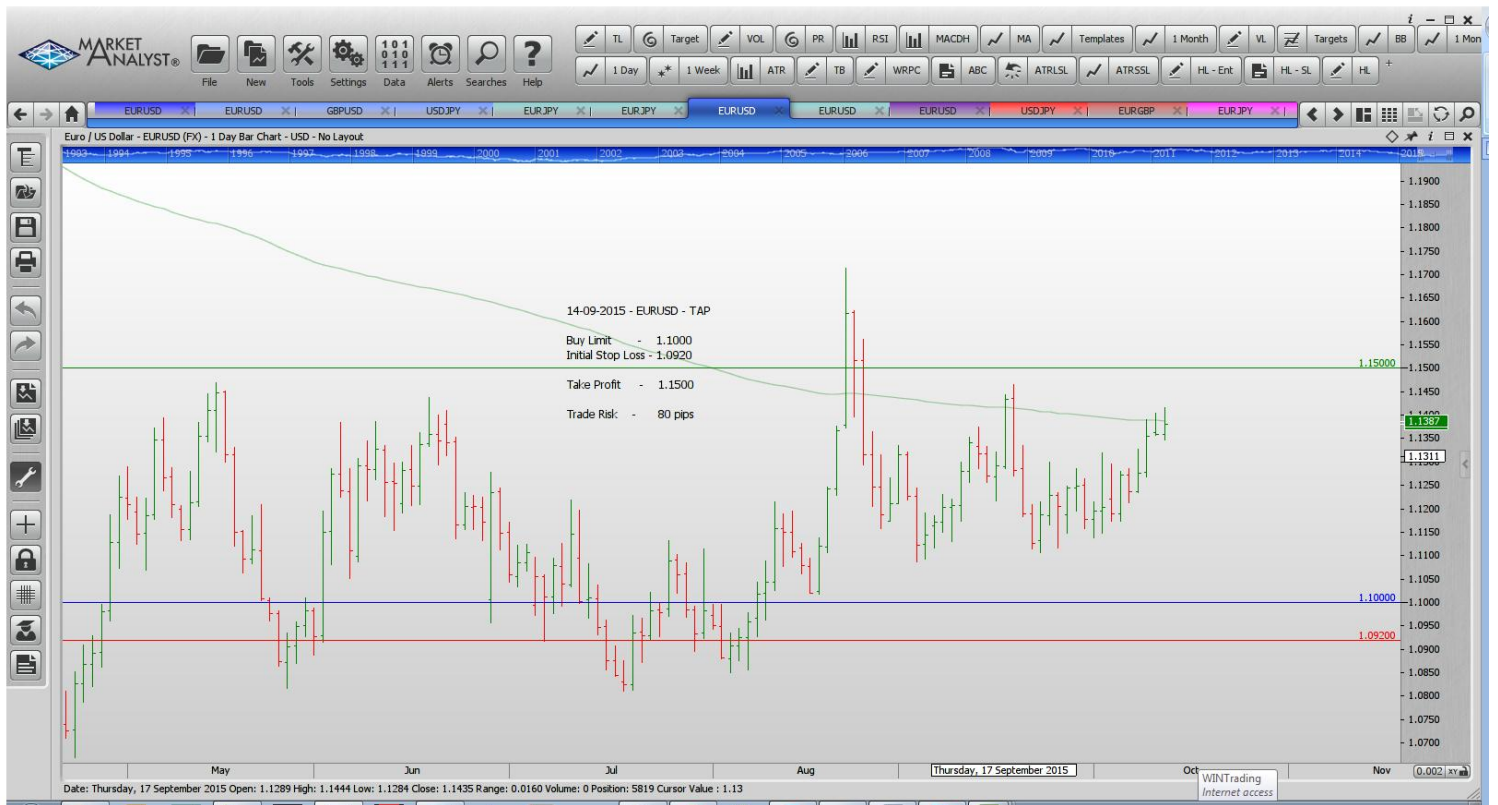 i
MARKET
ANALYST®
File New Tools Settings Data Alerts Searches Help
TL Target VOL PR RSI MACDH MA Templates 1 Month VL Targets BB 1 Mon
1 Day 1 Week ATR TB WRPC ABC ATRLSL ATRSSL HL - Ent HL - SL HL +
EURUSD EURUSD GBPUSD USDJPY EURJPY EURJPY EURUSD EURUSD EURUSD USDJPY EURGBP EURJPY
Euro / US Dollar - EURUSD (FX) - 1 Day Bar Chart - USD - No Layout
1993 1994 1995 1996 1997 1998 1999 2000 2001 2002 2003 2004 2005 2006 2007 2008 2009 2010 2011 2012 2013 2014 2015
1.1900
1.1850
1.1800
1.1750
1.1700
1.1650
14-09-2015 - EURUSD - TAP
1.1600
Buy Limit - 1.1000
1.1550
Initial Stop Loss - 1.0920
1.15000
1.1500
Take Profit - 1.1500
1.1450
Trade Risk - 80 pips
1.1400
1.1387
1.1350
1.1311
1.1300
1.1250
1.1200
1.1150
1.1100
1.1050
1.10000
1.1000
1.0950
1.09200
1.0900
1.0850
1.0800
1.0750
1.0700
May Jun Jul Aug Thursday, 17 September 2015 Oct Nov 0.002 XY
WINTrading
Internet access
Date: Thursday, 17 September 2015 Open: 1.1289 High: 1.1444 Low: 1.1284 Close: 1.1435 Range: 0.0160 Volume: 0 Position: 5819 Cursor Value : 1.13